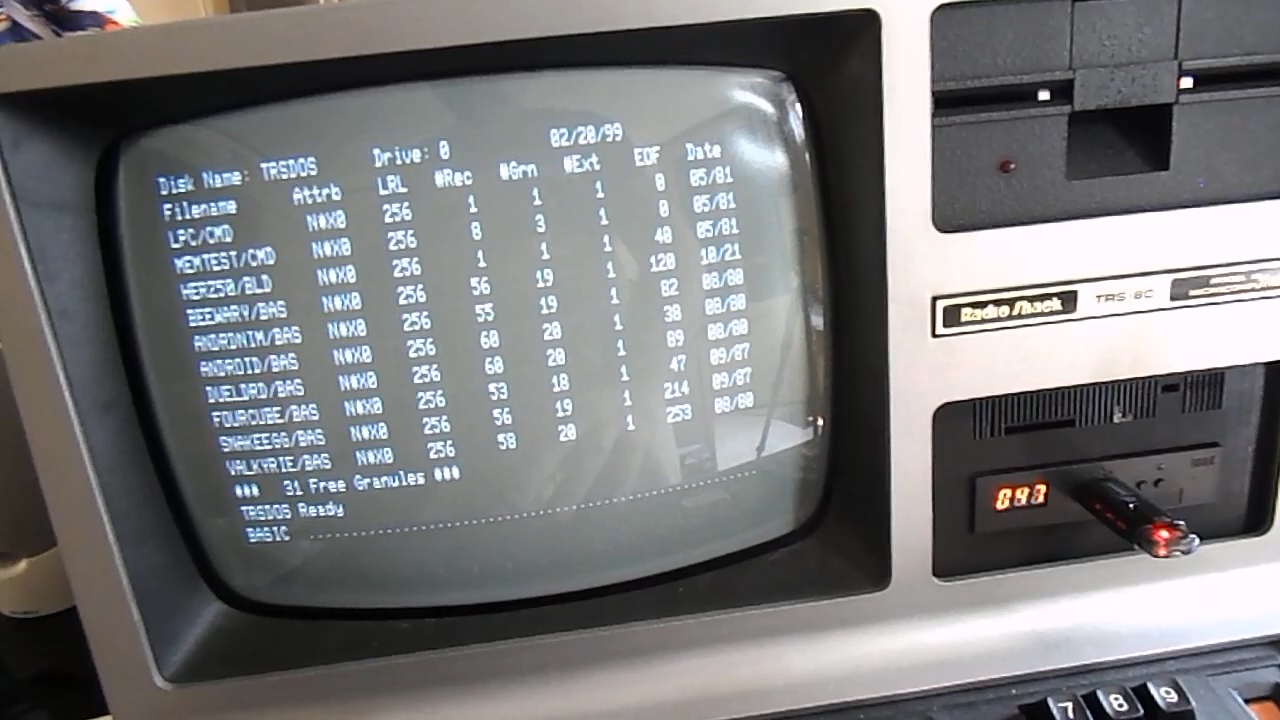 Disk Name: TRSDOS Drive: 0 02/20/99
Filename Attrb LRL #Rec #Grn #Ext EOF Date
LPC/CMD N*X0 256 1 1 1 0 05/81
MEMTEST/CMD N*X0 256 8 3 1 0 05/81
HERZ50/BLD N*X0 256 1 1 1 40 05/81
BEEWARY/BAS N*X0 256 56 19 1 120 10/21
ANDRONIM/BAS N*X0 256 55 19 1 82 08/80
ANDROID/BAS N*X0 256 60 20 1 38 08/80
DUELDRD/BAS N*X0 256 60 20 1 89 08/80
FOURCUBE/BAS N*X0 256 53 18 1 47 09/87
SNAKEEGG/BAS N*X0 256 56 19 1 214 09/87
VALKYRIE/BAS N*X0 256 58 20 1 253 08/80
*** 31 Free Granules ***
TRSDOS Ready
BASIC ................................................
Radio Shack TRS-80
047
7 8 9